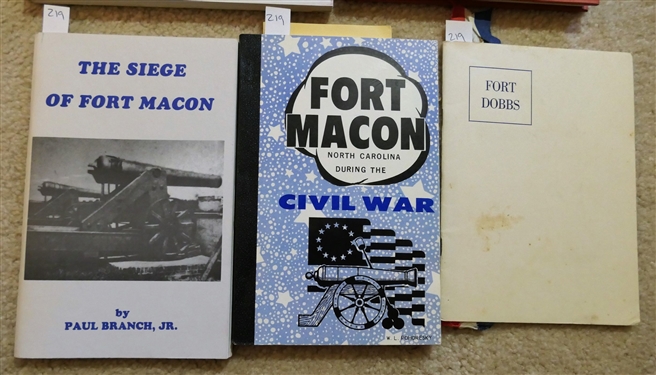 219
THE SIEGE
OF FORT MACON
by
PAUL BRANCH, JR.
219
FORT
MACON
NORTH CAROLINA
DURING THE
CIVIL WAR
219
FORT
DOBBS